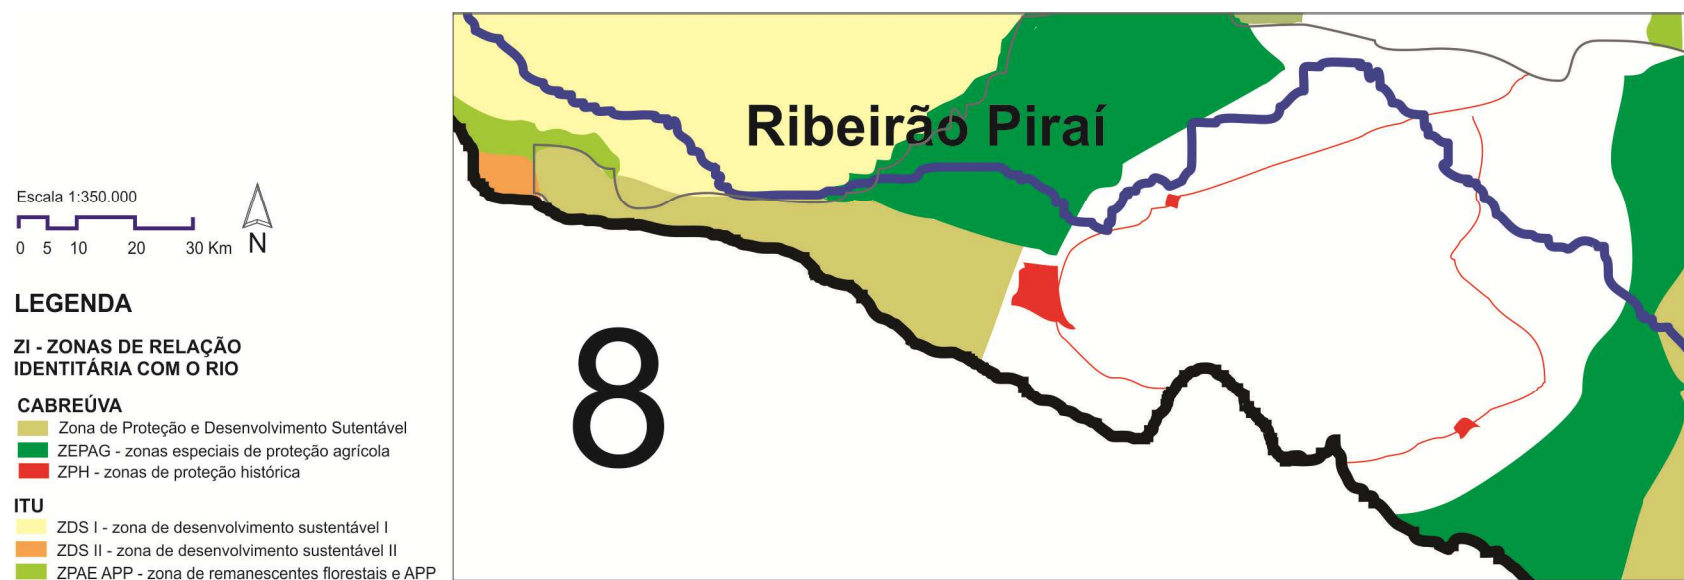 Ribeirão Piraí
8
Escala 1:350.000
0 5 10 20 30 Km
N
LEGENDA
ZI - ZONAS DE RELAÇÃO
IDENTITÁRIA COM O RIO
CABREÚVA
Zona de Proteção e Desenvolvimento Sutentável
ZEPAG - zonas especiais de proteção agrícola
ZPH - zonas de proteção histórica
ITU
ZDS I - zona de desenvolvimento sustentável I
ZDS II - zona de desenvolvimento sustentável II
ZPAE APP - zona de remanescentes florestais e APP